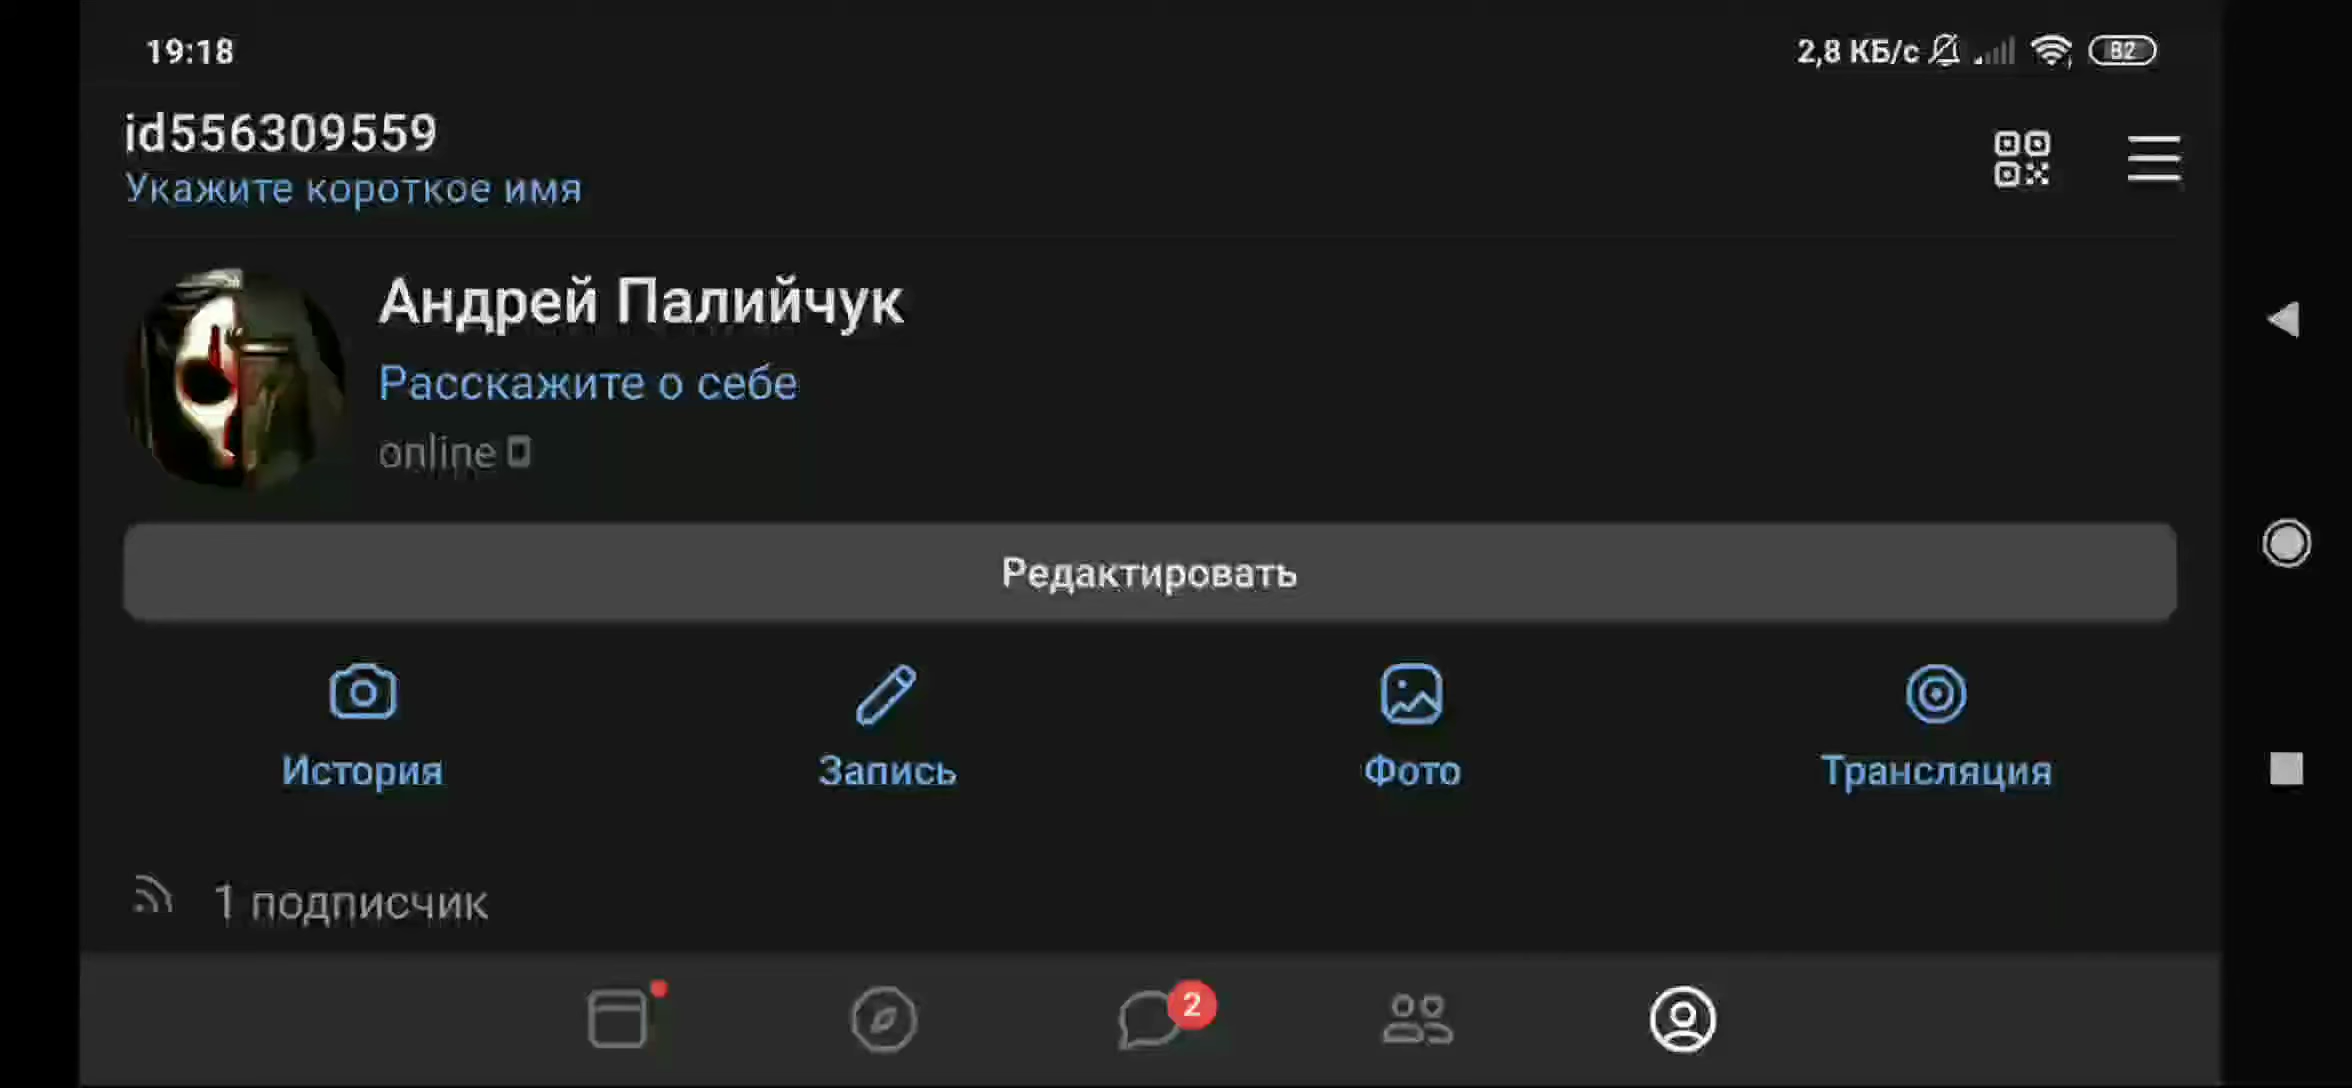 19:18
2,8 КБ/с
82
id556309559
Укажите короткое имя
Андрей Палийчук
Расскажите о себе
online
Редактировать
История
Запись
Фото
Трансляция
1 подписчик
2